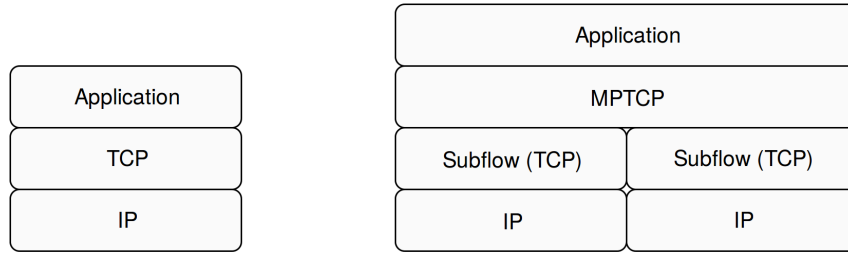 Application
TCP
IP
Application
MPTCP
Subflow (TCP) Subflow (TCP)
IP IP